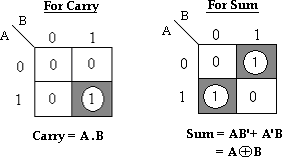 For Carry
B
A 0 1
0 0 0
1 0 1
Carry = A.B
For Sum
B
A 0 1
0 0 1
1 1 0
Sum = AB'+ A'B
= A⊕B